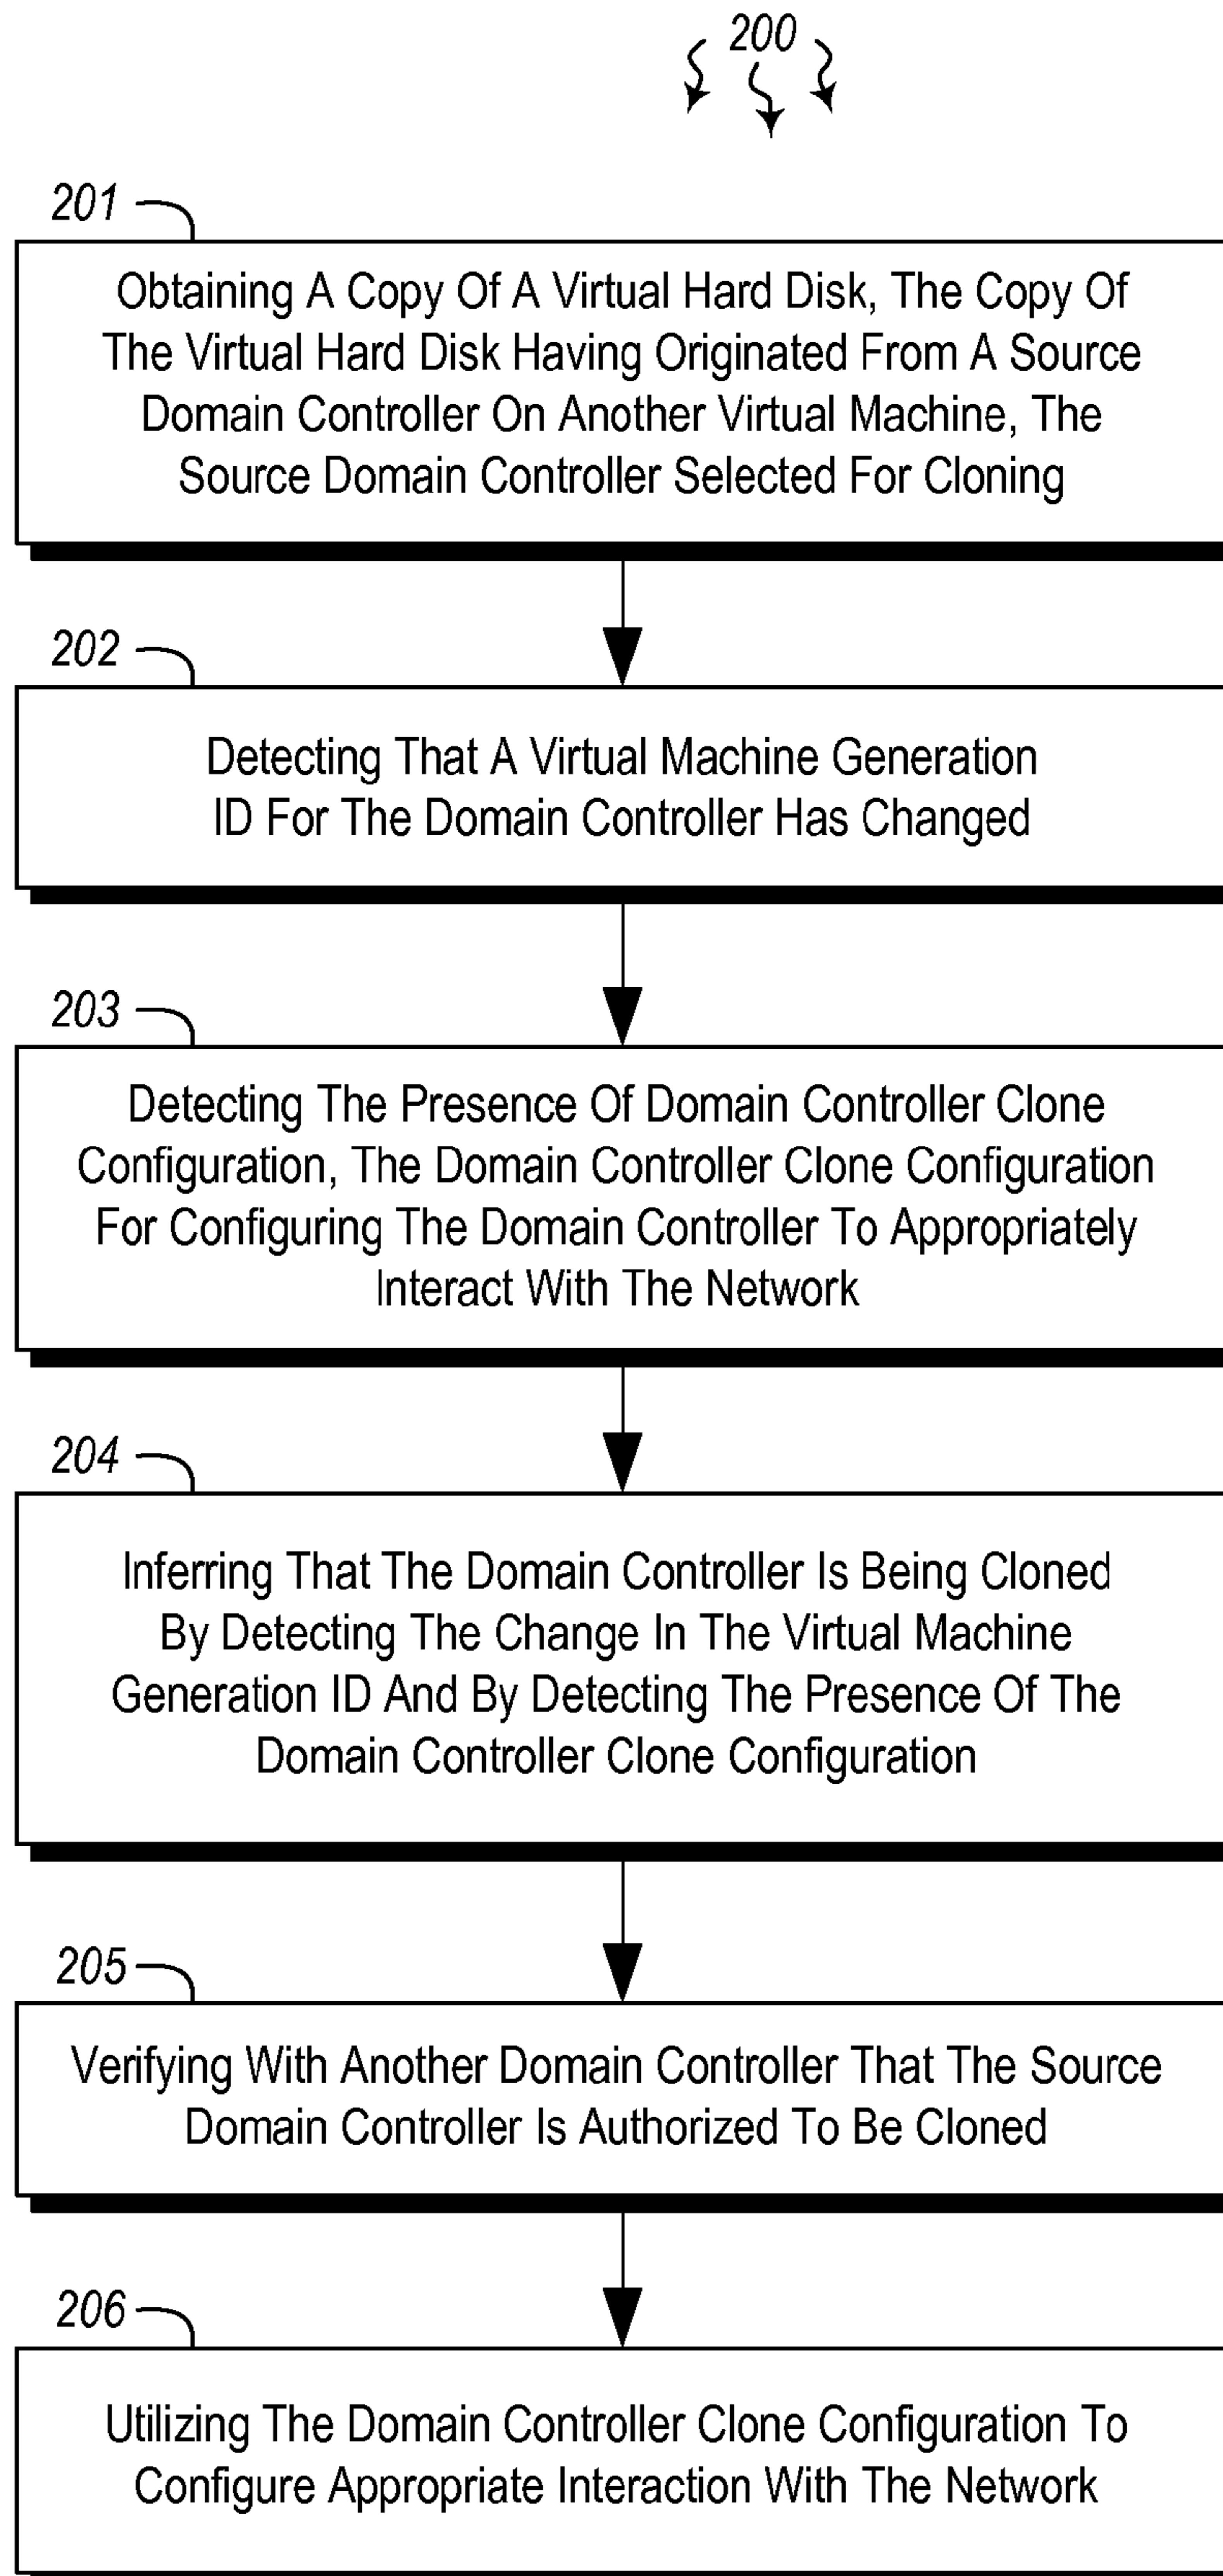 200
201
Obtaining A Copy Of A Virtual Hard Disk, The Copy Of
The Virtual Hard Disk Having Originated From A Source
Domain Controller On Another Virtual Machine, The
Source Domain Controller Selected For Cloning
202
Detecting That A Virtual Machine Generation
ID For The Domain Controller Has Changed
203
Detecting The Presence Of Domain Controller Clone
Configuration, The Domain Controller Clone Configuration
For Configuring The Domain Controller To Appropriately
Interact With The Network
204
Inferring That The Domain Controller Is Being Cloned
By Detecting The Change In The Virtual Machine
Generation ID And By Detecting The Presence Of The
Domain Controller Clone Configuration
205
Verifying With Another Domain Controller That The Source
Domain Controller Is Authorized To Be Cloned
206
Utilizing The Domain Controller Clone Configuration To
Configure Appropriate Interaction With The Network